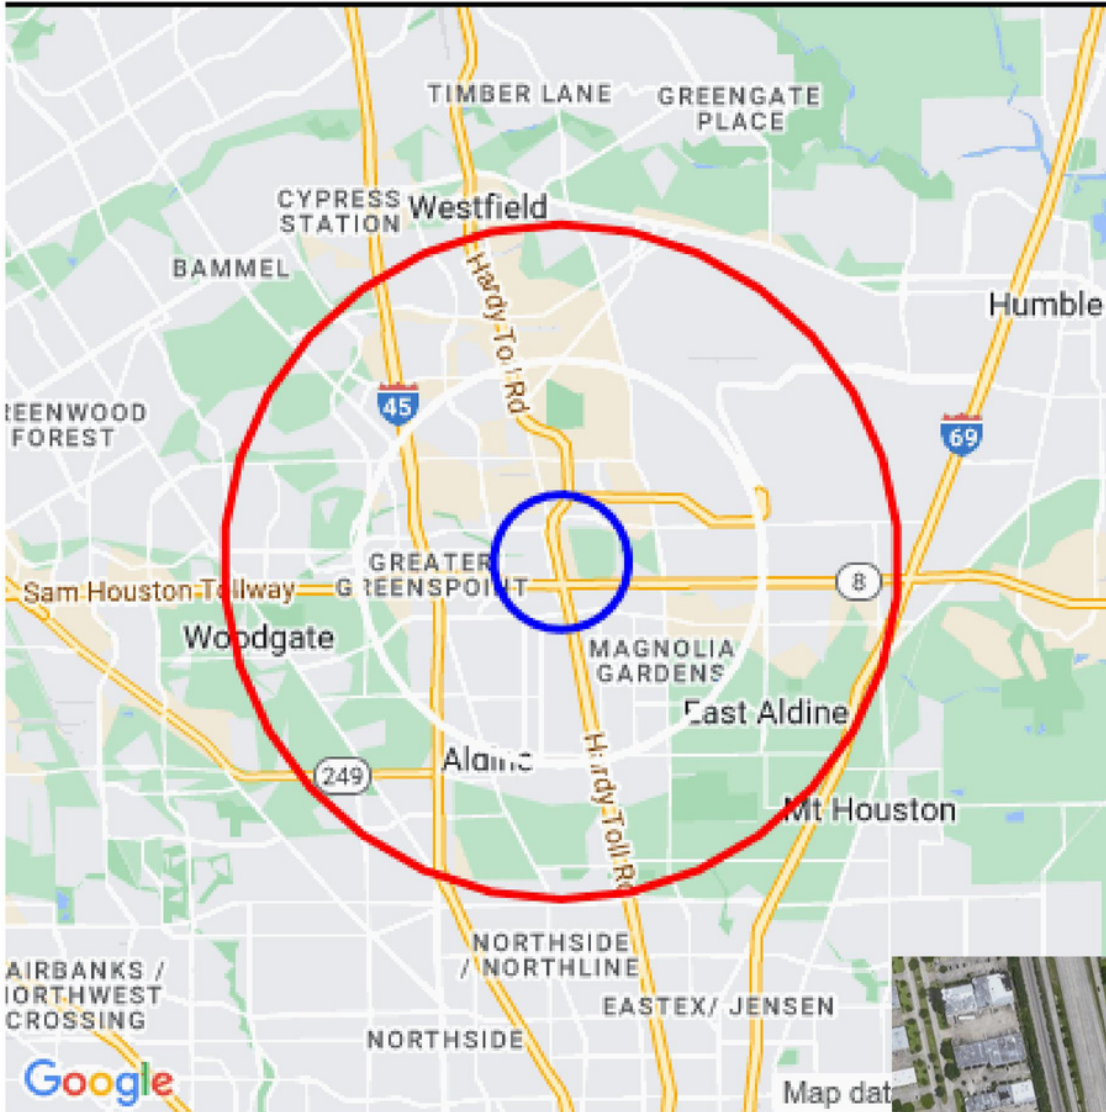 TIMBER LANE
GREENGATE
PLACE
CYPRESS
STATION
Westfield
BAMMEL
Hardy Toll Rd
Humble
REENWOOD
FOREST
45
69
GREATER
GREENSPOINT
Sam Houston Tollway
8
Woodgate
MAGNOLIA
GARDENS
East Aldine
249
Hardy Toll Rd
Mt Houston
NORTHSIDE
/ NORTHLINE
AIRBANKS /
NORTHWEST
CROSSING
EASTEX/ JENSEN
NORTHSIDE
Google
Map dat